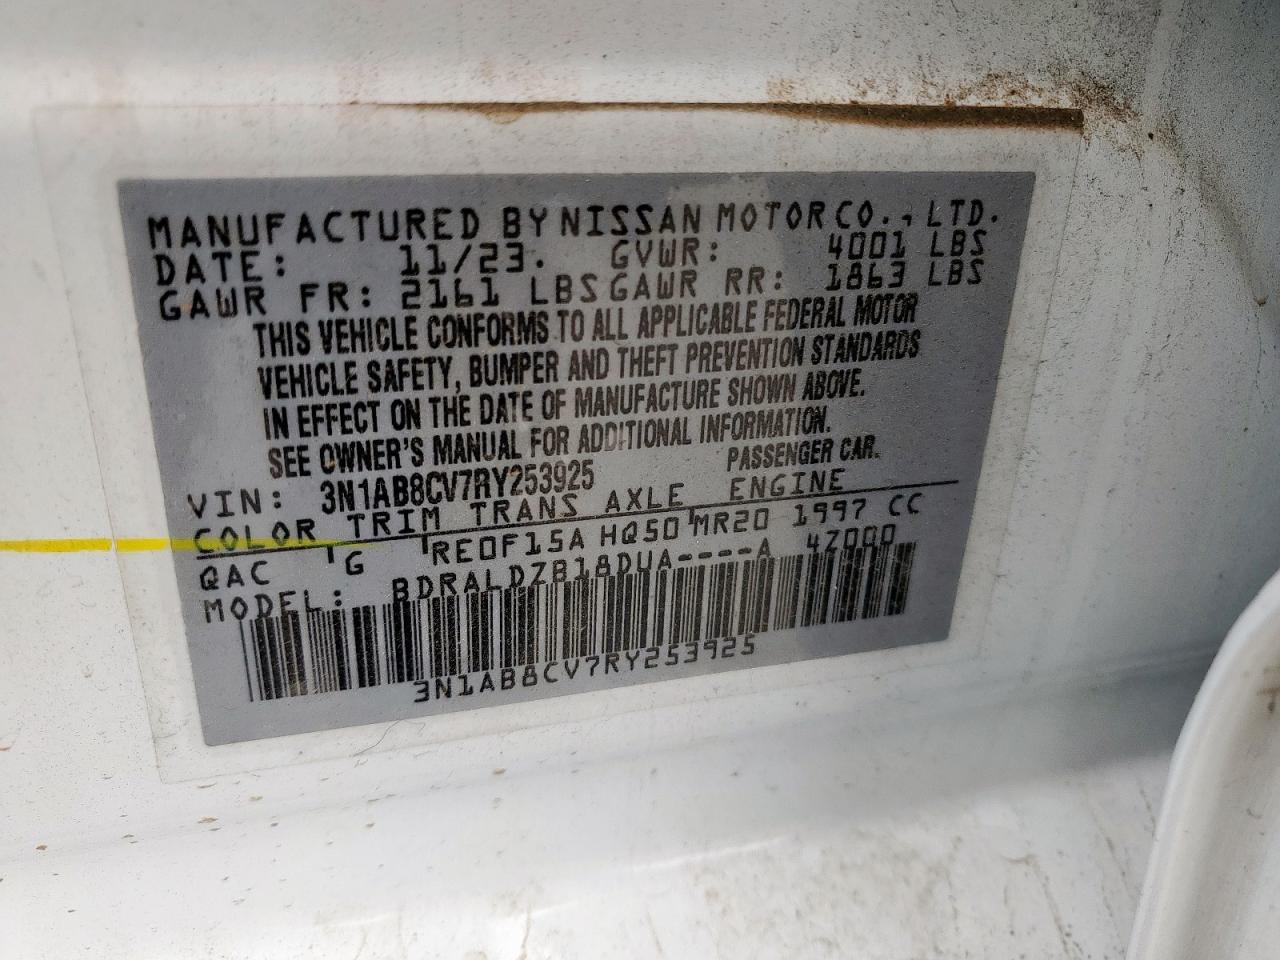 MANUFACTURED BY NISSAN MOTOR CO., LTD.
DATE: 11/23. GVWR: 4001 LBS
GAWR FR: 2161 LBS GAWR RR: 1863 LBS
THIS VEHICLE CONFORMS TO ALL APPLICABLE FEDERAL MOTOR
VEHICLE SAFETY, BUMPER AND THEFT PREVENTION STANDARDS
IN EFFECT ON THE DATE OF MANUFACTURE SHOWN ABOVE.
SEE OWNER'S MANUAL FOR ADDITIONAL INFORMATION.
VIN: 3N1AB8CV7RY253925 PASSENGER CAR.
COLOR TRIM TRANS AXLE ENGINE
QAC G RE0F15A HQ50 MR20 1997 CC
MODEL: BDRALDZB18DUA----A 4Z000
3N1AB8CV7RY253925